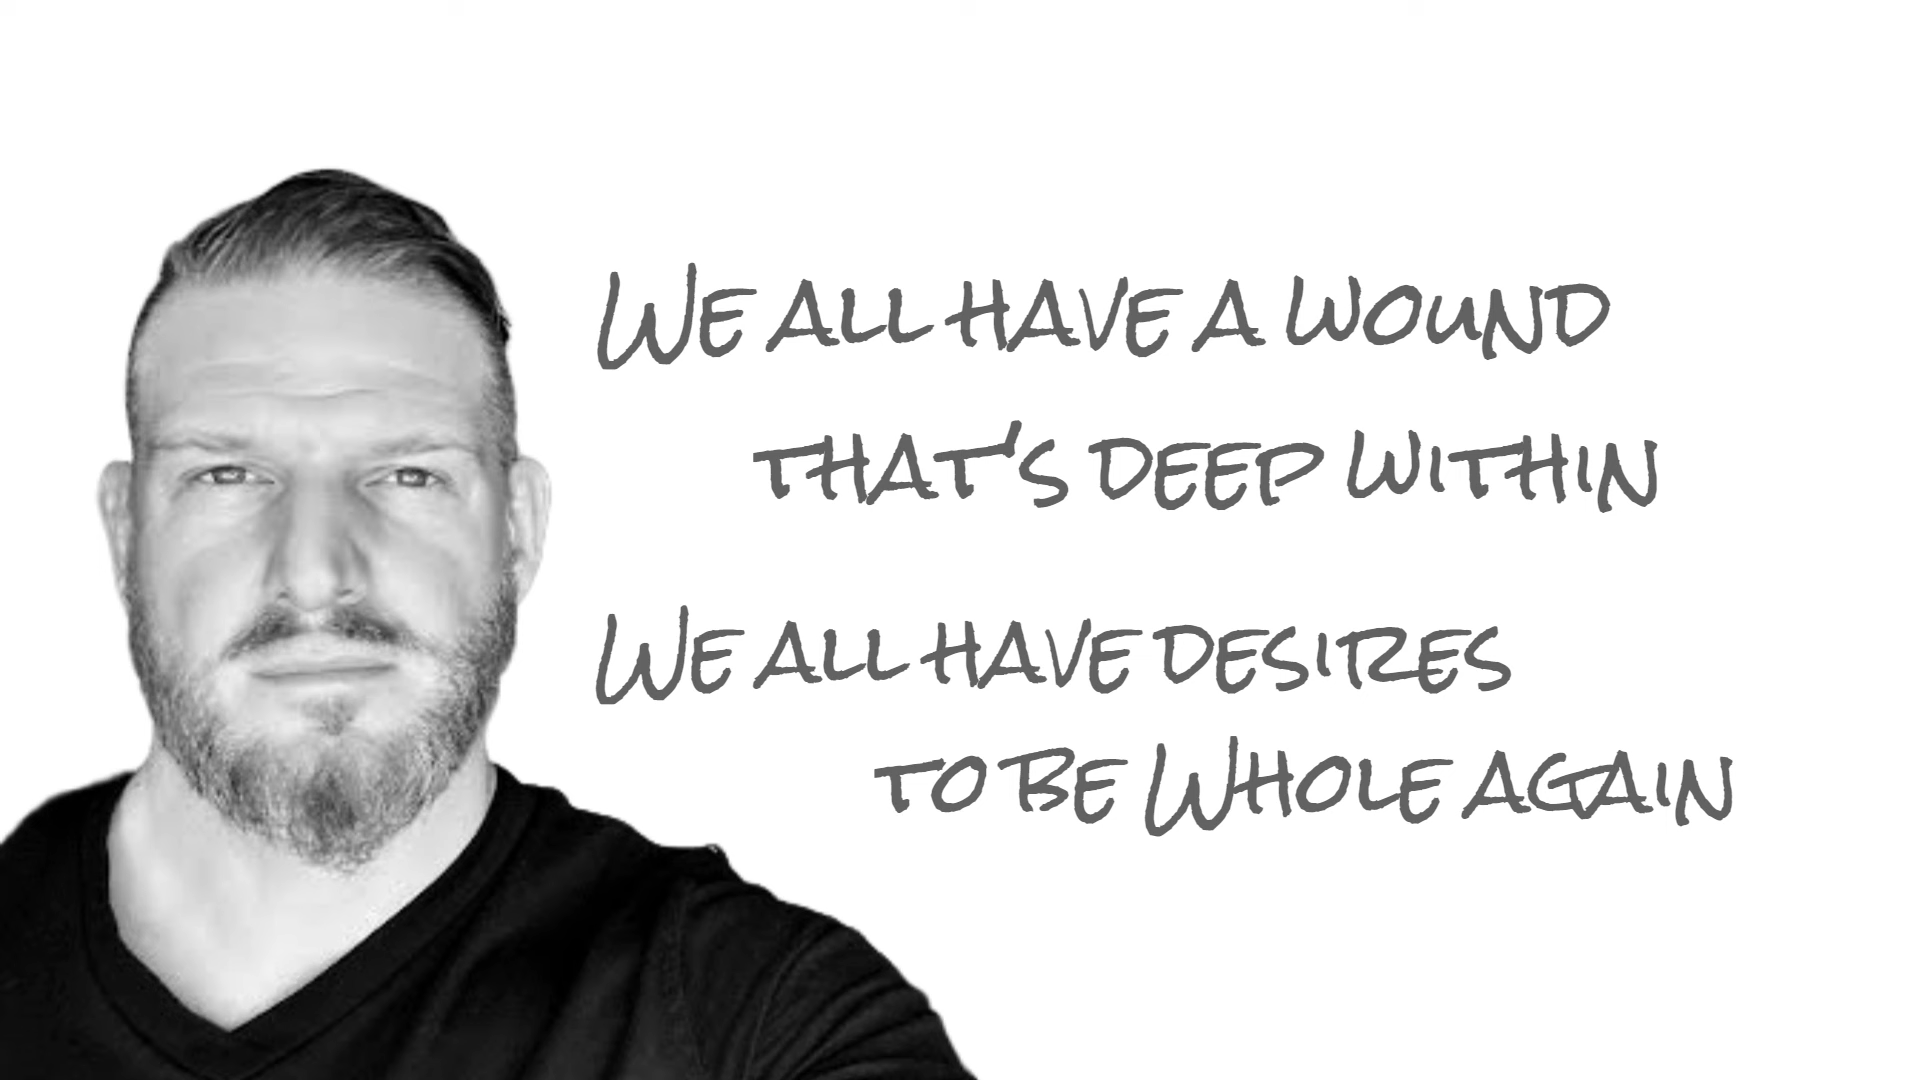 We all have a wound
that's deep within
We all have desires
to be Whole again